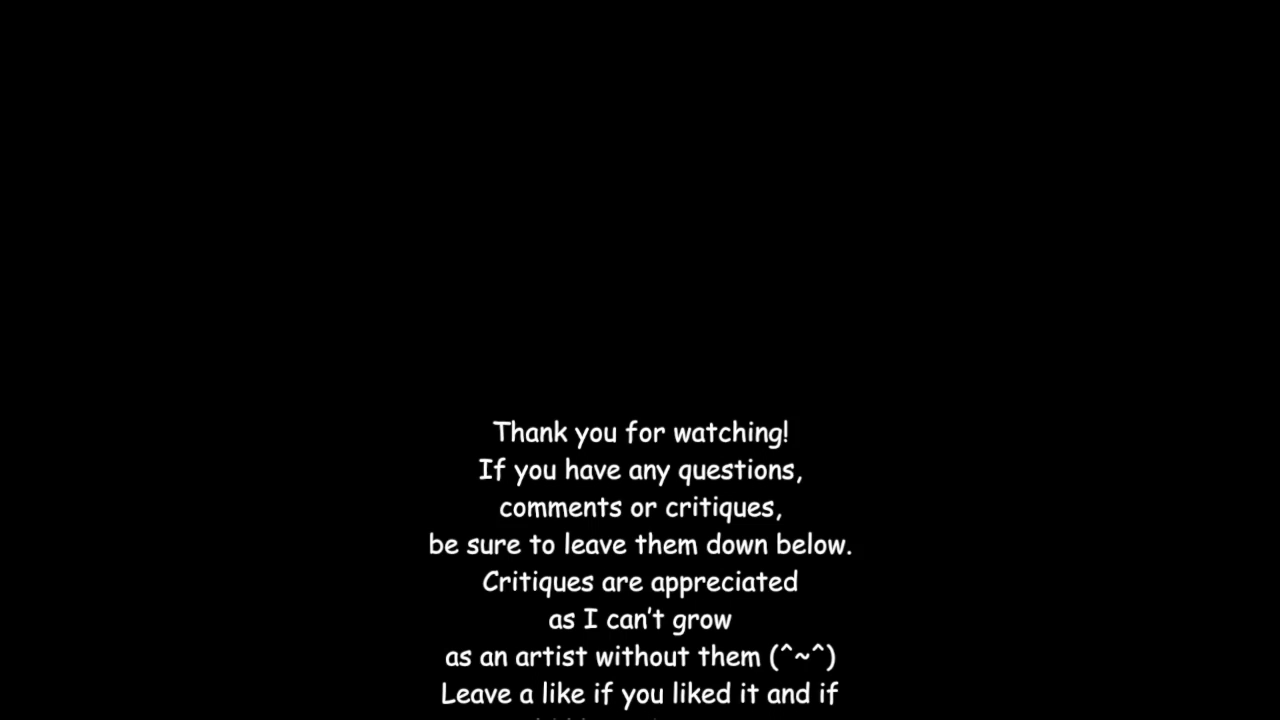 Thank you for watching!
If you have any questions,
comments or critiques,
be sure to leave them down below.
Critiques are appreciated
as I can't grow
as an artist without them (^~^)
Leave a like if you liked it and if